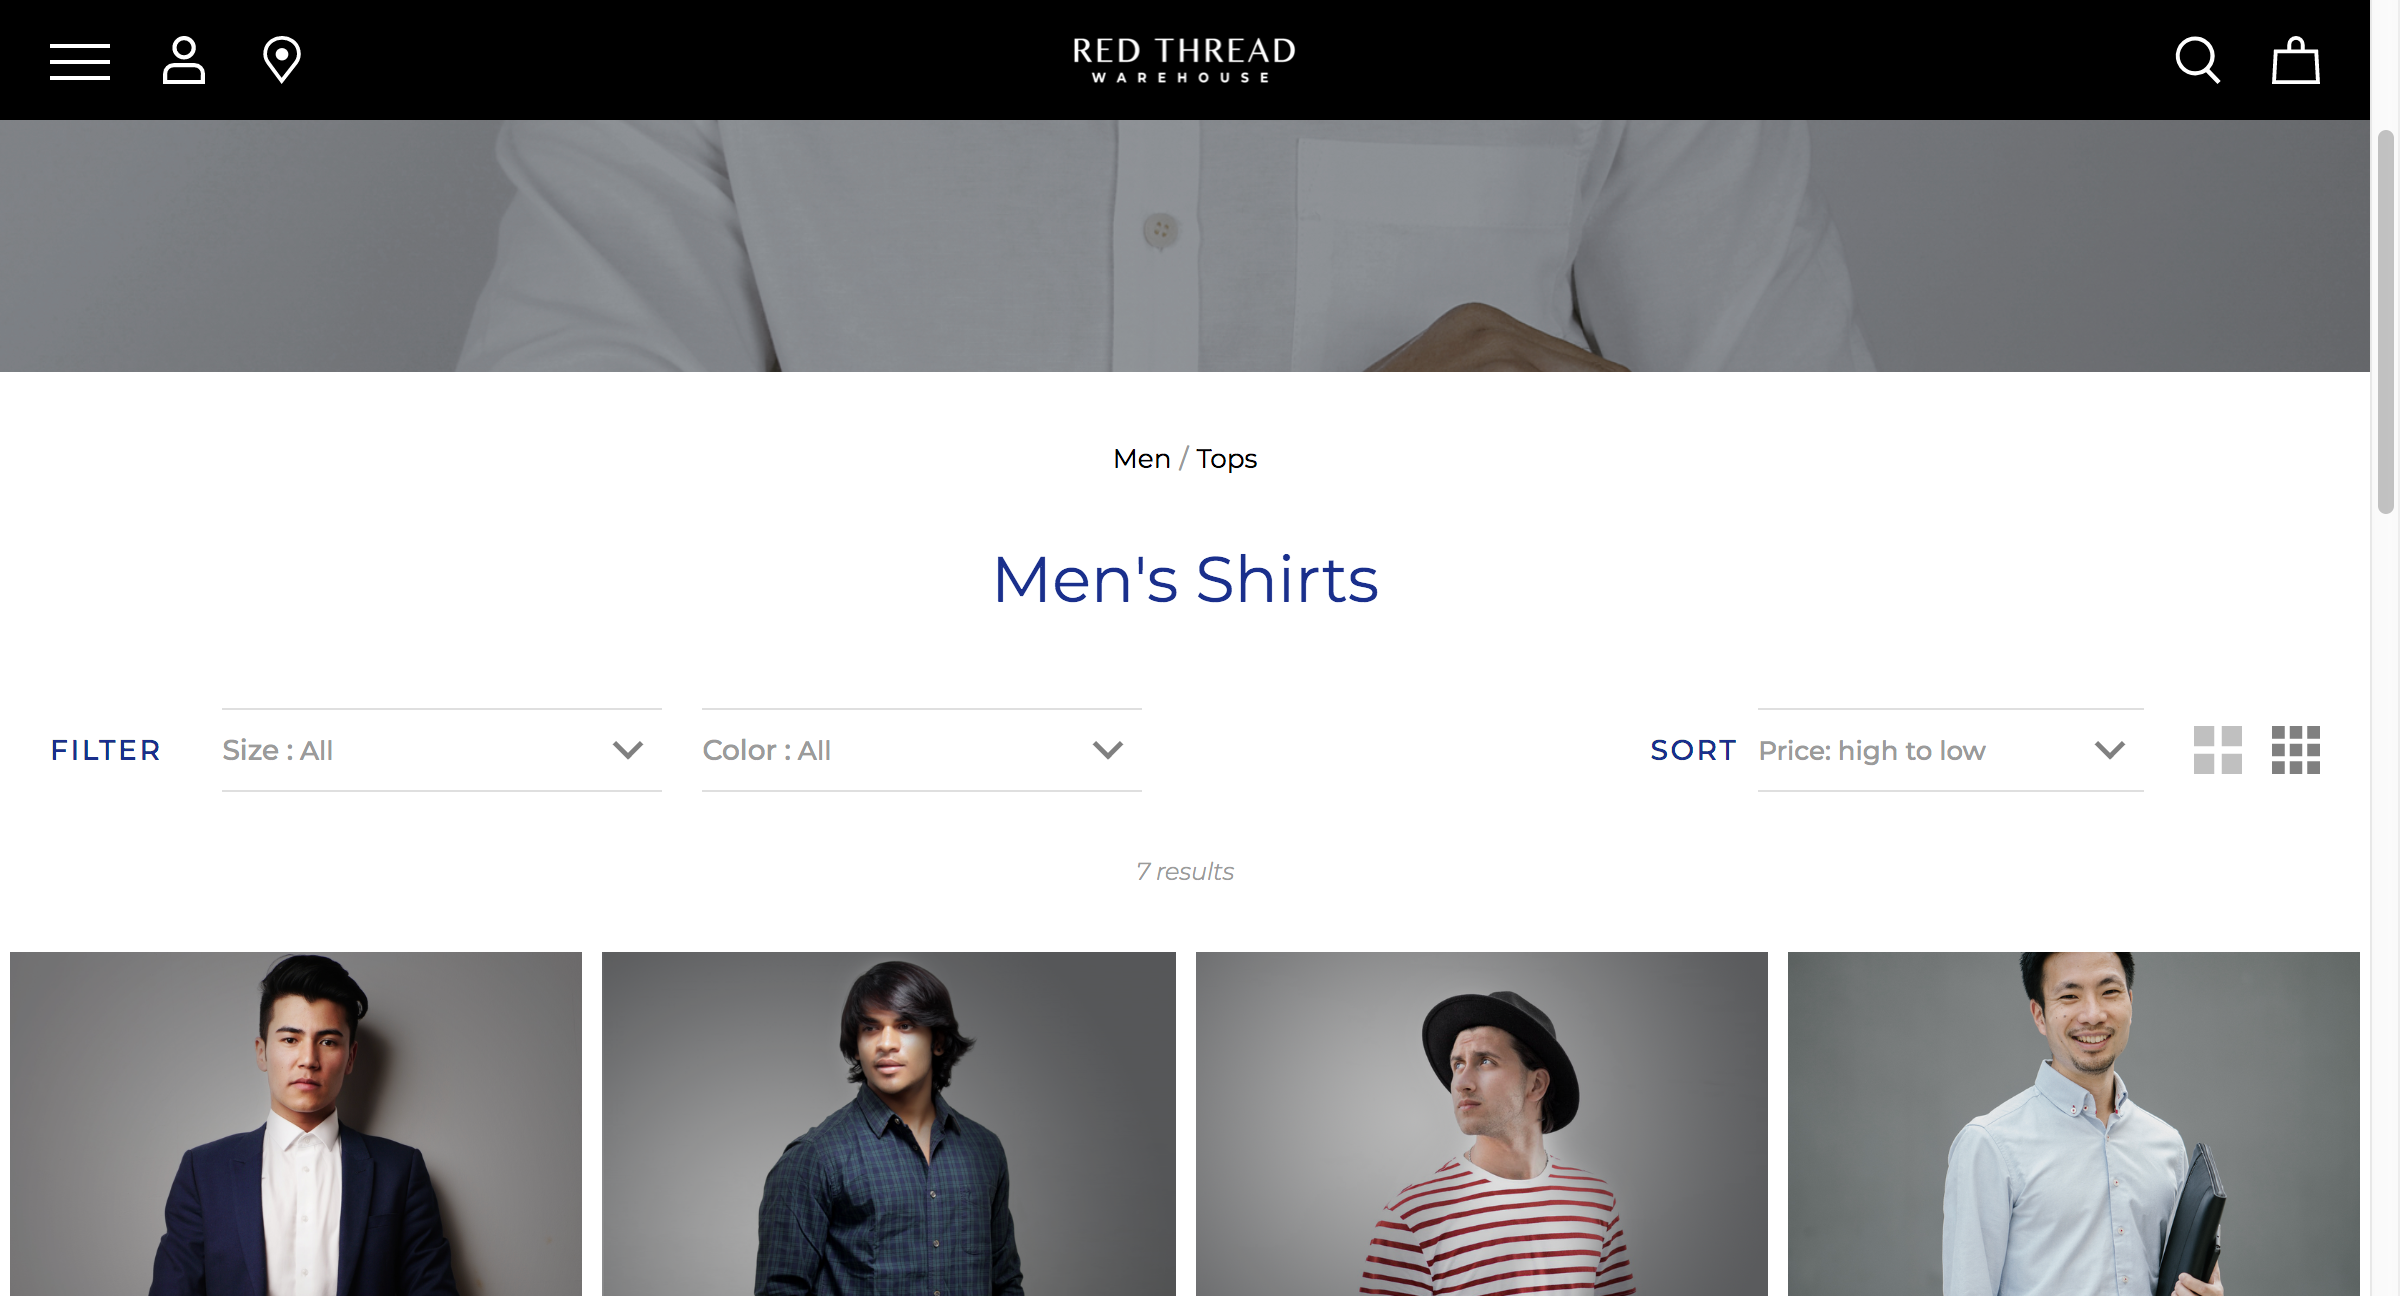 RED THREAD
WAREHOUSE
Men / Tops
Men's Shirts
FILTER Size : All Color : All SORT Price: high to low
7 results